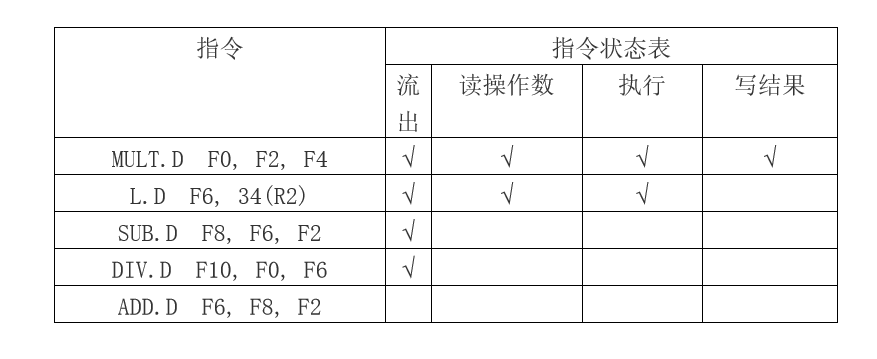 指令 指令状态表
流出 读操作数 执行 写结果
MULT.D F0, F2, F4 √ √ √ √
L.D F6, 34(R2) √ √ √
SUB.D F8, F6, F2 √
DIV.D F10, F0, F6 √
ADD.D F6, F8, F2